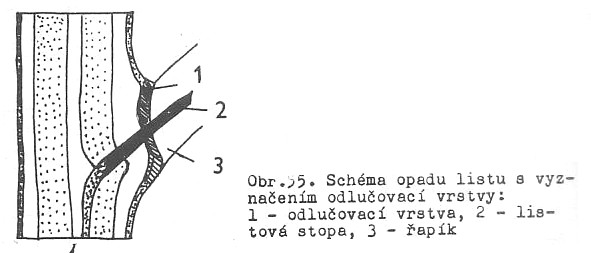 1
2
3
Obr.55. Schéma opadu listu s vyz-
načením odlučovací vrstvy:
1 - odlučovací vrstva, 2 - lis-
tová stopa, 3 - řapík